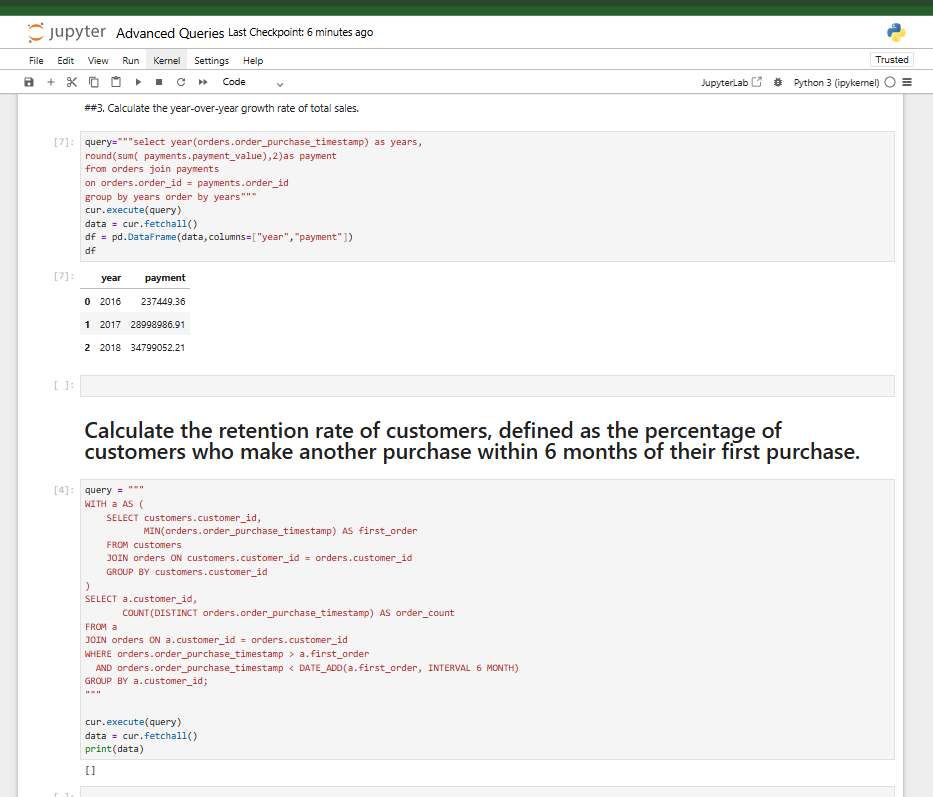 jupyter Advanced Queries Last Checkpoint: 6 minutes ago
File Edit View Run Kernel Settings Help
Trusted
Code
JupyterLab
Python 3 (ipykernel)
##3. Calculate the year-over-year growth rate of total sales.
[7]:
query="""select year(orders.order_purchase_timestamp) as years,
round(sum( payments.payment_value),2)as payment
from orders join payments
on orders.order_id = payments.order_id
group by years order by years"""
cur.execute(query)
data = cur.fetchall()
df = pd.DataFrame(data,columns=["year","payment"])
df
[7]:
year payment
0 2016 237449.36
1 2017 28998986.91
2 2018 34799052.21
[ ]:
Calculate the retention rate of customers, defined as the percentage of
customers who make another purchase within 6 months of their first purchase.
[4]:
query = """
WITH a AS (
    SELECT customers.customer_id,
           MIN(orders.order_purchase_timestamp) AS first_order
    FROM customers
    JOIN orders ON customers.customer_id = orders.customer_id
    GROUP BY customers.customer_id
)
SELECT a.customer_id,
       COUNT(DISTINCT orders.order_purchase_timestamp) AS order_count
FROM a
JOIN orders ON a.customer_id = orders.customer_id
WHERE orders.order_purchase_timestamp > a.first_order
  AND orders.order_purchase_timestamp < DATE_ADD(a.first_order, INTERVAL 6 MONTH)
GROUP BY a.customer_id;
"""
cur.execute(query)
data = cur.fetchall()
print(data)
[]
[ ]: